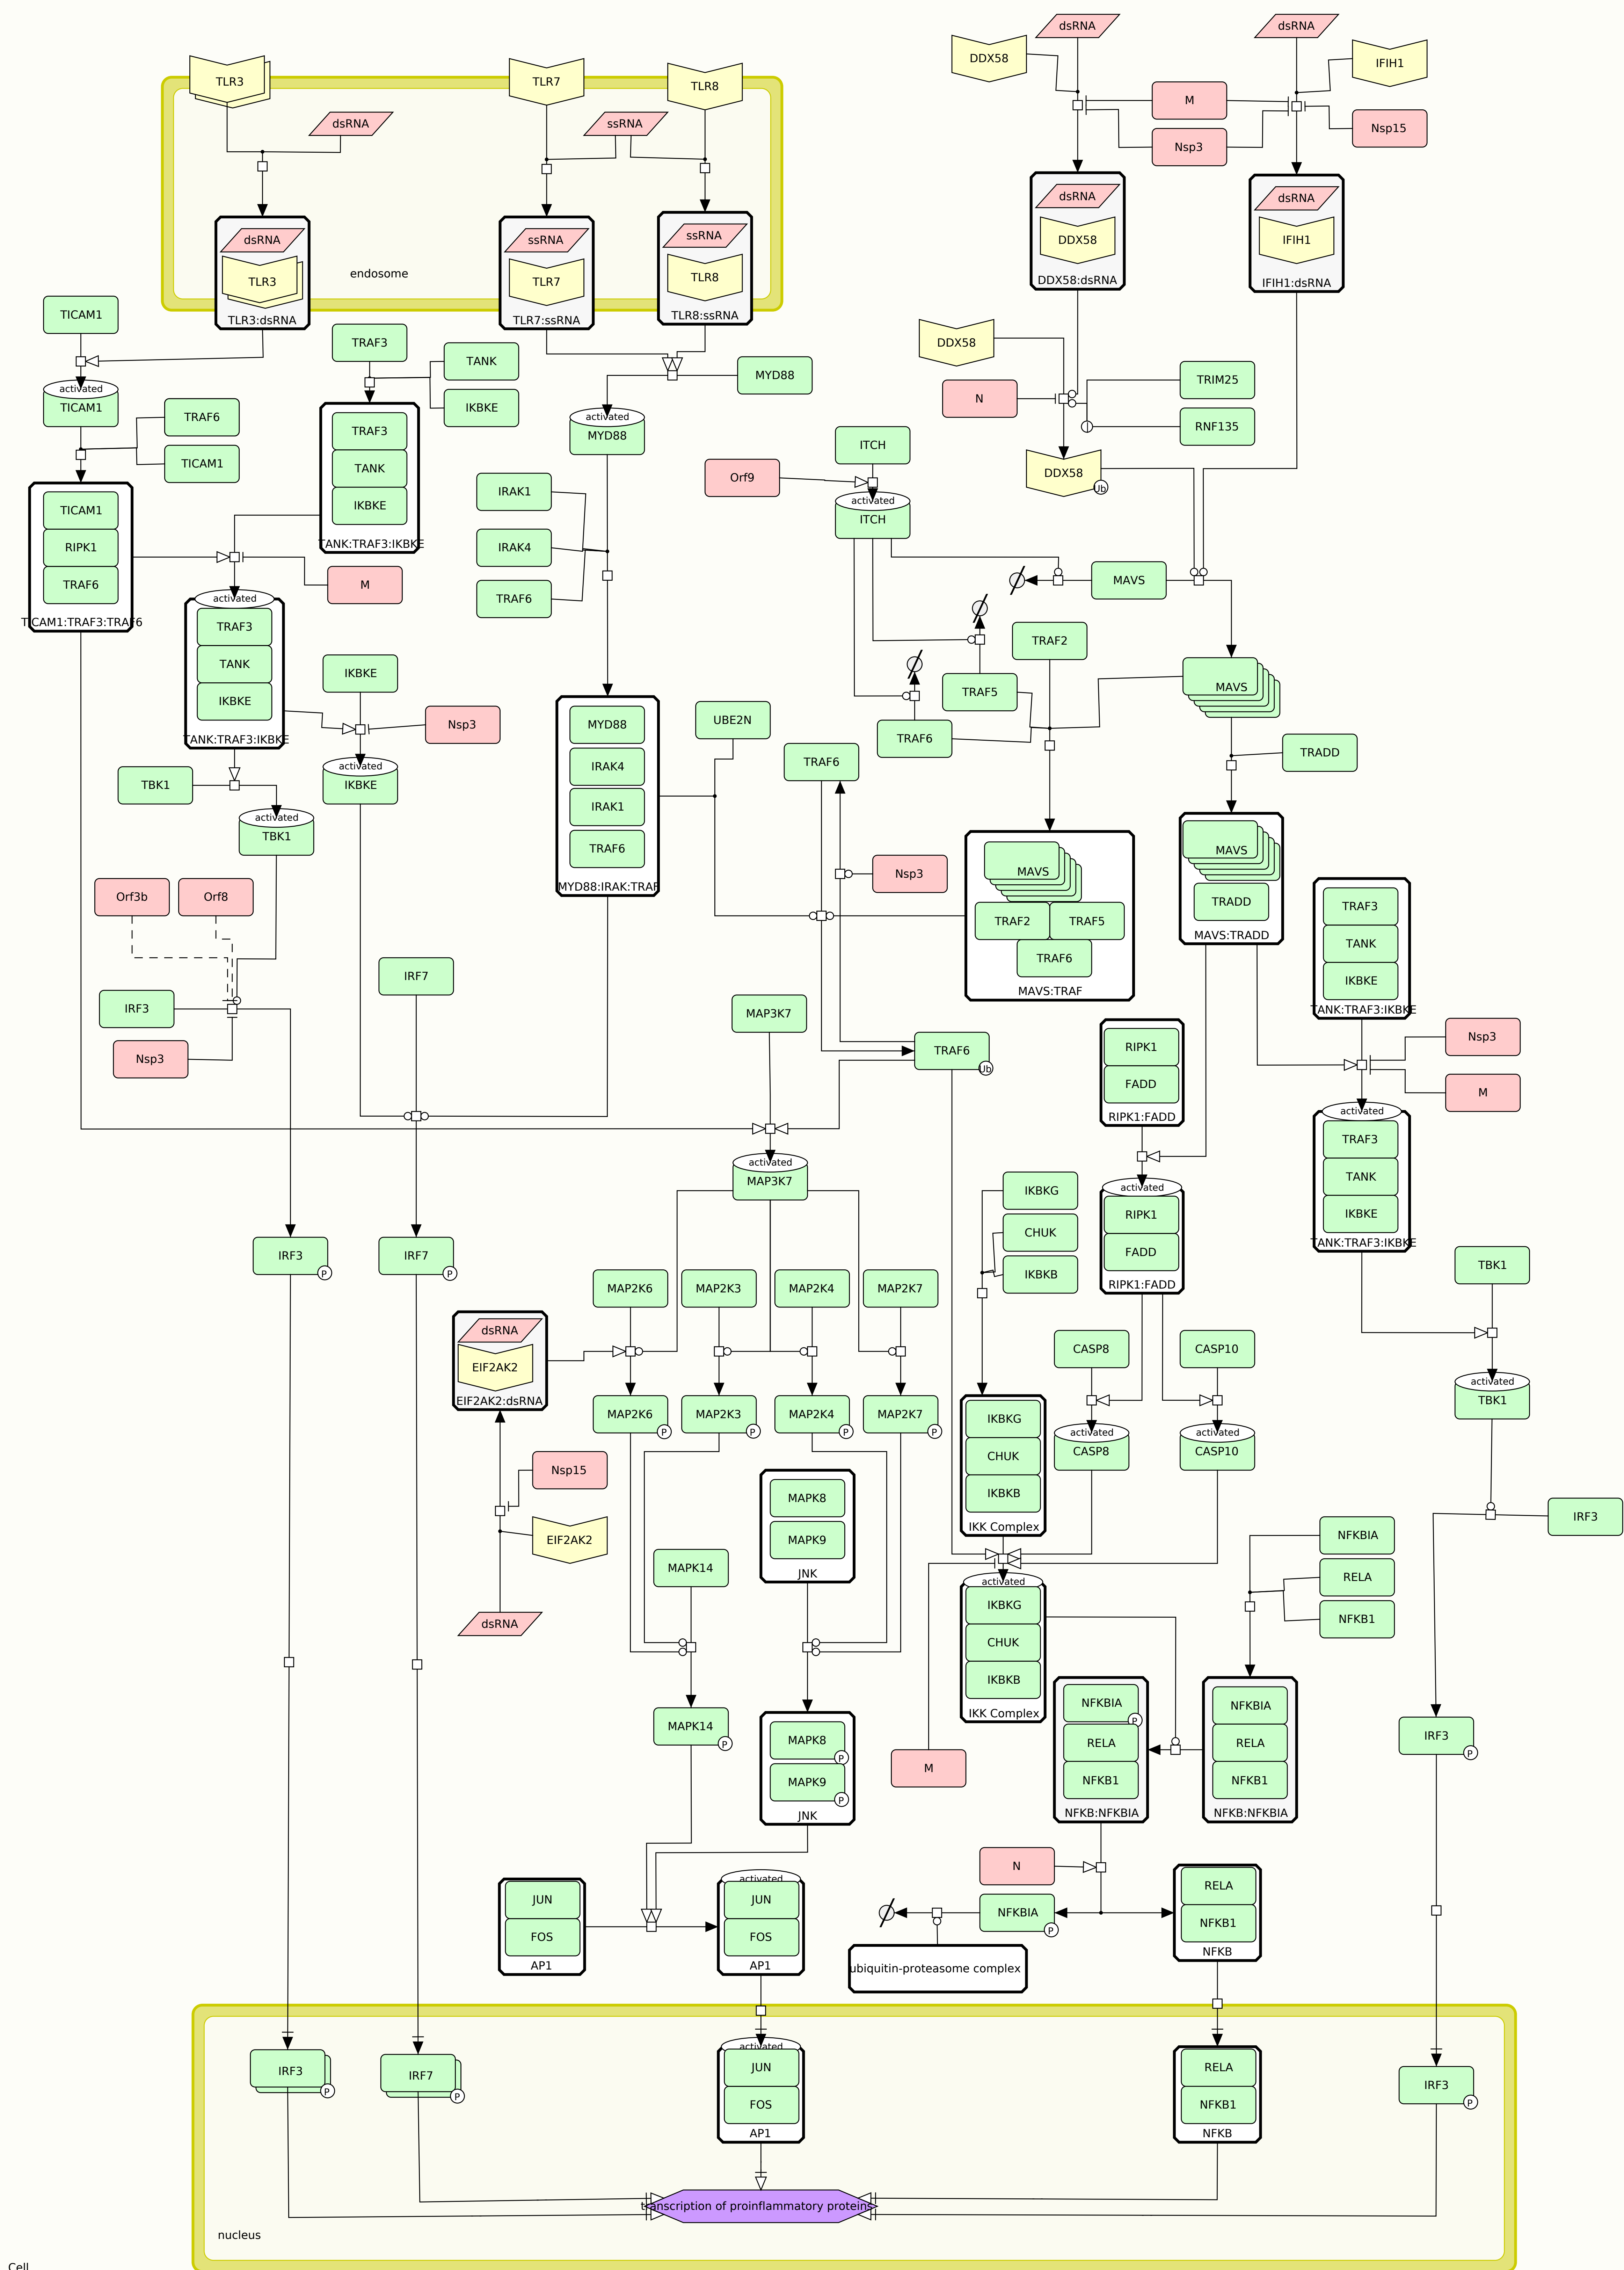 dsRNA
dsRNA
DDX58
IFIH1
TLR3
TLR7
TLR8
M
dsRNA
ssRNA
Nsp15
Nsp3
dsRNA
dsRNA
dsRNA
ssRNA
ssRNA
DDX58
IFIH1
TLR3
TLR7
TLR8
endosome
DDX58:dsRNA
IFIH1:dsRNA
TICAM1
TLR3:dsRNA
TLR7:ssRNA
TLR8:ssRNA
TRAF3
TANK
DDX58
MYD88
TRIM25
activated
TICAM1
IKBKE
N
TRAF6
activated
MYD88
RNF135
TRAF3
ITCH
TICAM1
TANK
DDX58
Ub
Orf9
IRAK1
activated
ITCH
TICAM1
IKBKE
RIPK1
TANK:TRAF3:IKBKE
IRAK4
TRAF6
M
MAVS
TRAF6
TICAM1:TRAF3:TRAF6
activated
TRAF3
TRAF2
TANK
IKBKE
MAVS
IKBKE
TRAF5
Nsp3
MYD88
UBE2N
TANK:TRAF3:IKBKE
TRAF6
TRADD
activated
IKBKE
TBK1
IRAK4
TRAF6
activated
TBK1
IRAK1
TRAF6
MAVS
MAVS
MYD88:IRAK:TRAF
Nsp3
Orf3b
Orf8
TRADD
TRAF3
TRAF2
TRAF5
MAVS:TRADD
TANK
TRAF6
IRF7
IKBKE
MAVS:TRAF
TANK:TRAF3:IKBKE
IRF3
MAP3K7
Nsp3
RIPK1
TRAF6
Ub
Nsp3
FADD
M
RIPK1:FADD
activated
TRAF3
activated
MAP3K7
TANK
IKBKG
activated
RIPK1
IKBKE
CHUK
TANK:TRAF3:IKBKE
IRF3
P
IRF7
P
FADD
TBK1
IKBKB
RIPK1:FADD
MAP2K6
MAP2K3
MAP2K4
MAP2K7
dsRNA
CASP8
CASP10
EIF2AK2
activated
TBK1
EIF2AK2:dsRNA
MAP2K6
P
MAP2K3
P
MAP2K4
P
MAP2K7
P
IKBKG
activated
CASP8
activated
CASP10
CHUK
Nsp15
MAPK8
IKBKB
IRF3
IKK Complex
EIF2AK2
MAPK9
NFKBIA
MAPK14
JNK
activated
RELA
IKBKG
dsRNA
NFKB1
CHUK
IKBKB
NFKBIA
P
NFKBIA
IKK Complex
MAPK14
P
MAPK8
P
RELA
RELA
IRF3
P
M
MAPK9
P
NFKB1
NFKB1
JNK
NFKB:NFKBIA
NFKB:NFKBIA
N
activated
RELA
JUN
JUN
NFKBIA
P
NFKB1
FOS
FOS
NFKB
AP1
AP1
ubiquitin-proteasome complex
activated
IRF3
P
IRF7
P
JUN
RELA
IRF3
P
FOS
NFKB1
AP1
NFKB
transcription of proinflammatory proteins
nucleus
Cell